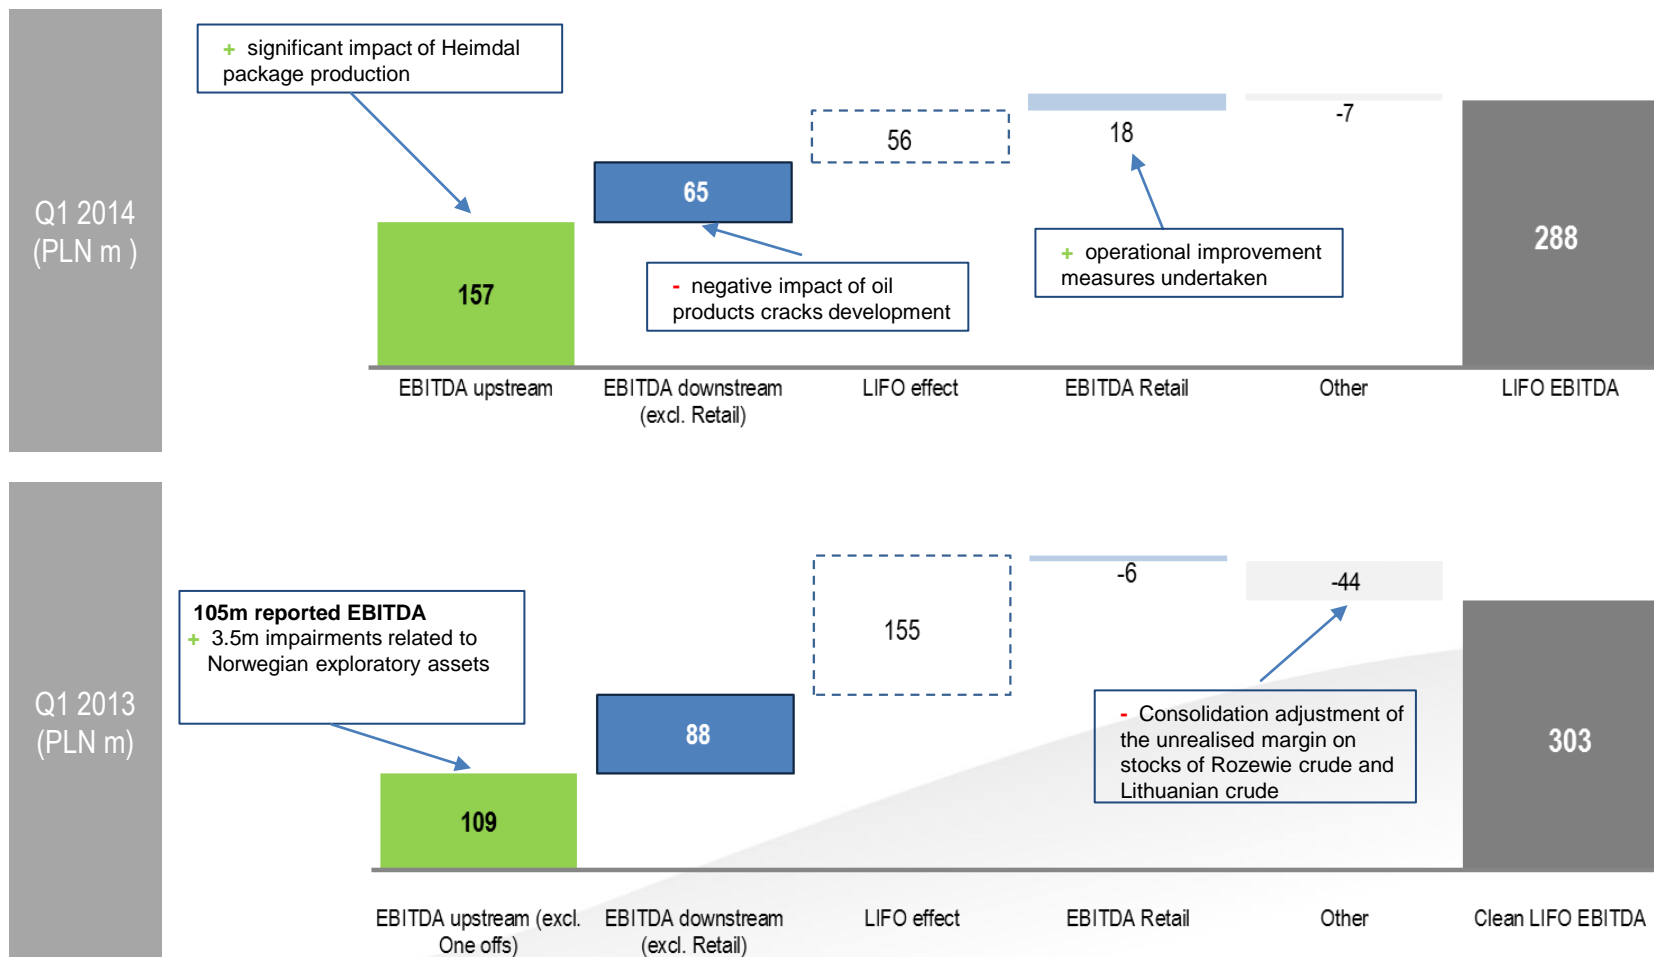 Q1 2014
(PLN m )
+ significant impact of Heimdal
package production
157
65
- negative impact of oil
products cracks development
56
18
+ operational improvement
measures undertaken
-7
288
EBITDA upstream
EBITDA downstream
(excl. Retail)
LIFO effect
EBITDA Retail
Other
LIFO EBITDA
Q1 2013
(PLN m)
105m reported EBITDA
+ 3.5m impairments related to
Norwegian exploratory assets
109
88
155
-6
-44
- Consolidation adjustment of
the unrealised margin on
stocks of Rozewie crude and
Lithuanian crude
303
EBITDA upstream (excl.
One offs)
EBITDA downstream
(excl. Retail)
LIFO effect
EBITDA Retail
Other
Clean LIFO EBITDA